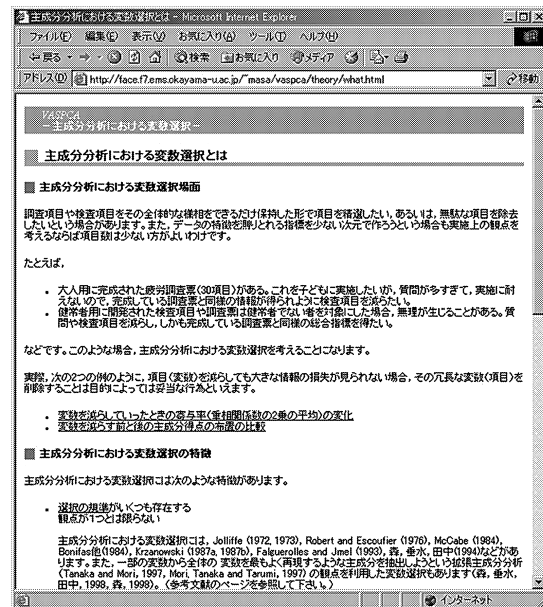 主成分分析における変数選択とは - Microsoft Internet Explorer
ファイル(F) 編集(E) 表示(V) お気に入り(A) ツール(T) ヘルプ(H)
戻る 検索 お気に入り メディア
アドレス(D) http://face.f7.ems.okayama-u.ac.jp/~masa/vaspca/theory/what.html 移動
VASPCA
－主成分分析における変数選択－
主成分分析における変数選択とは
主成分分析における変数選択場面
調査項目や検査項目をその全体的な様相をできるだけ保持した形で項目を精選したい, あるいは, 無駄な項目を除去
したいという場合があります。また, データの特徴を測りとれる指標を少ない次元で作ろうという場合も実施上の観点を
考えるならば項目数は少ない方がよいわけです。
たとえば,
• 大人用に完成された疲労調査票(30項目)がある。これを子どもに実施したいが, 質問が多すぎて, 実施に耐
えないので, 完成している調査票と同様の情報が得られように検査項目を減らしたい。
• 健常者用に開発された検査項目や調査票は健常者でない者を対象にした場合, 無理が生じることがある。質
問や検査項目を減らし, しかも完成している調査票と同様の総合指標を得たい。
などです。このような場合, 主成分分析における変数選択を考えることになります。
実際, 次の2つの例のように, 項目(変数)を減らしても大きな情報の損失が見られない場合, その冗長な変数(項目)を
削除することは目的によっては妥当な行為といえます。
• 変数を減らしていったときの寄与率(重相関係数の2乗の平均)の変化
• 変数を減らす前と後の主成分得点の布置の比較
主成分分析における変数選択の特徴
主成分分析における変数選択には次のような特徴があります。
• 選択の規準がいくつも存在する
観点が1つとは限らない
主成分分析における変数選択には, Jolliffe (1972, 1973), Robert and Escoufier (1976), McCabe (1984),
Bonifas他(1984), Krzanowski (1987a, 1987b), Falguerolles and Jmel (1993), 森, 垂水, 田中(1994)などがあ
ります。また, 一部の変数から全体の 変数を最もよく再現するような主成分を抽出しようという拡張主成分分析
(Tanaka and Mori, 1997, Mori, Tanaka and Tarumi, 1997) の観点を利用した変数選択もあります(森, 垂水,
田中, 1998, 森, 1998)。 (参考文献のページを参照して下さい。)
インターネット